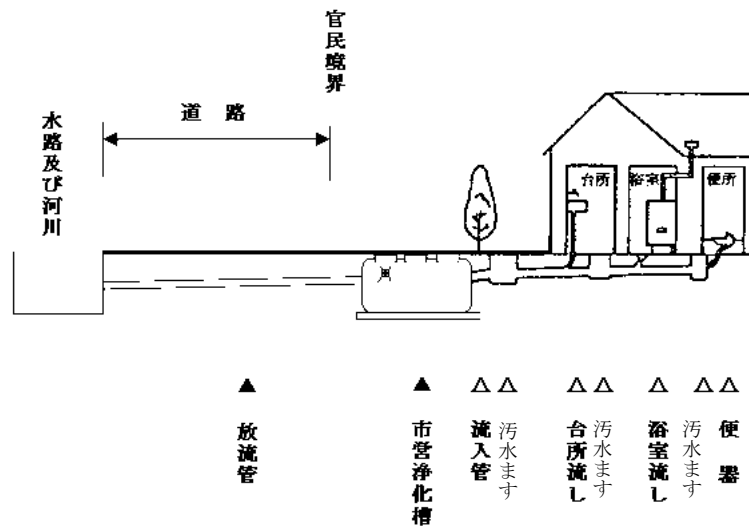 官民境界
道路
水路及び河川
台所
浴室
便所
▲ ▲ △ △ △ △ △ △ △
放流管
市営浄化槽
流入管
汚水ます
台所流し
汚水ます
浴室流し
汚水ます
便器